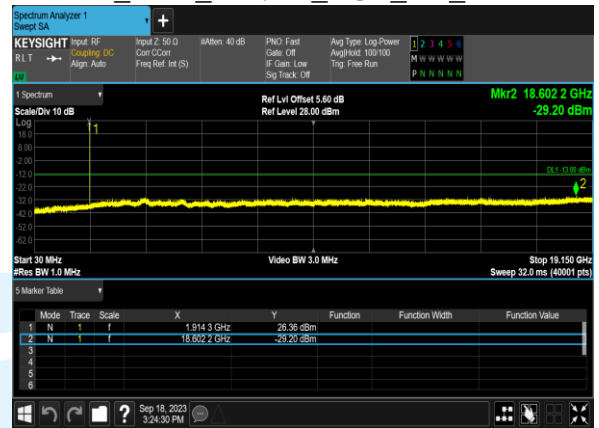 Spectrum Analyzer 1
Swept SA
KEYSIGHT Input: RF Input Z: 50 Ω #Atten: 40 dB PNO: Fast Avg Type: Log-Power 1 2 3 4 5 6
RLT Coupling: DC Corr CCorr Gate: Off Avg|Hold: 100/100 M W W W W W
Align: Auto Freq Ref: Int (S) IF Gain: Low Trig: Free Run
Sig Track: Off P N N N N N
1 Spectrum Ref Lvl Offset 5.60 dB Mkr2 18.602 2 GHz
Scale/Div 10 dB Ref Level 28.00 dBm -29.20 dBm
Log
18.0
8.00
-2.00
-12.0
-22.0
-32.0
-42.0
-52.0
-62.0
1
DL1 -13.00 dBm
2
Start 30 MHz Video BW 3.0 MHz Stop 19.150 GHz
#Res BW 1.0 MHz Sweep 32.0 ms (40001 pts)
5 Marker Table
Mode Trace Scale X Y Function Function Width Function Value
1 N 1 f 1.914 3 GHz 26.36 dBm
2 N 1 f 18.602 2 GHz -29.20 dBm
3
4
5
6
? Sep 18, 2023
3:24:30 PM